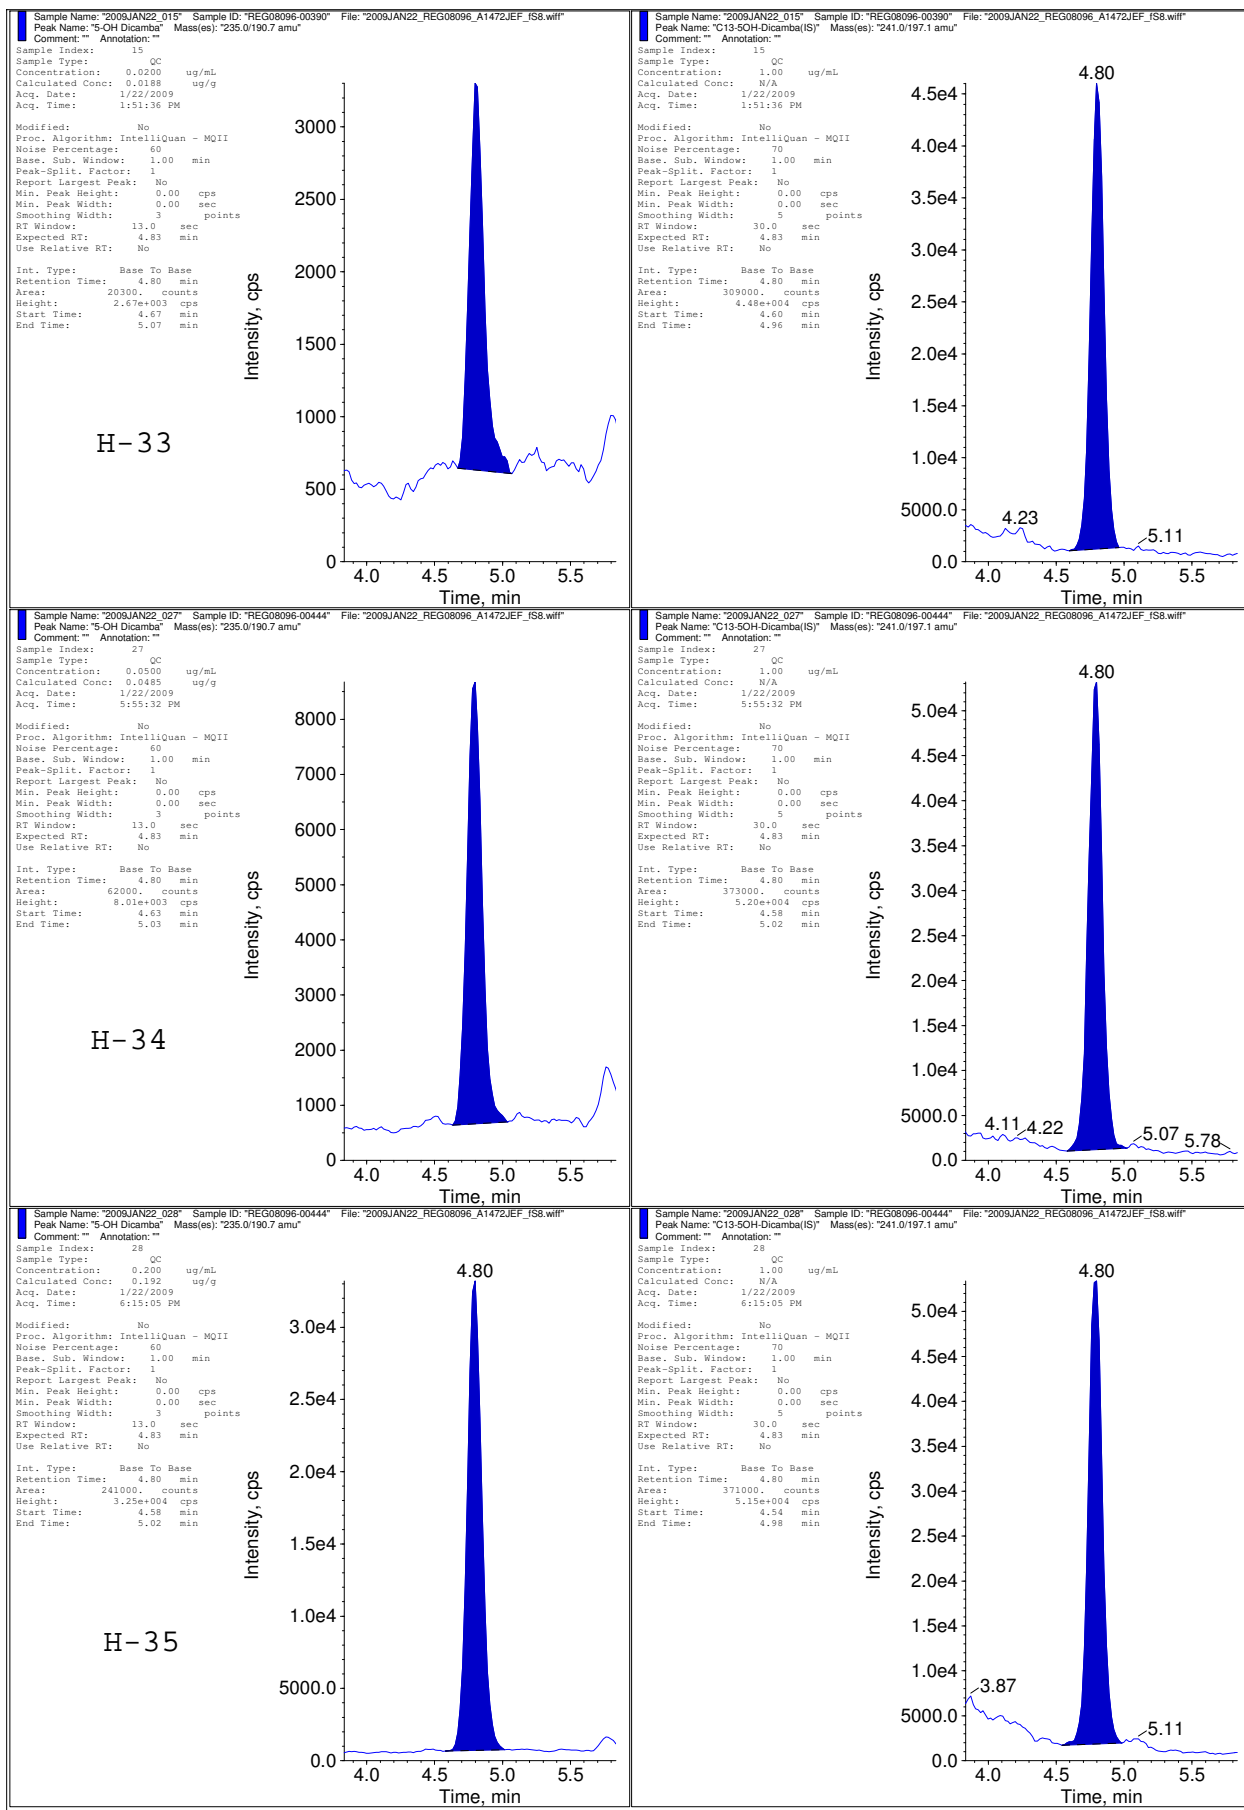 Sample Name: "2009JAN22_015" Sample ID: "REG08096-00390" File: "2009JAN22_REG08096_A1472JEF_fS8.wiff"
Peak Name: "5-OH Dicamba" Mass(es): "235.0/190.7 amu"
Comment: "" Annotation: ""
Sample Index: 15
Sample Type: QC
Concentration: 0.0200 ug/mL
Calculated Conc: 0.0188 ug/g
Acq. Date: 1/22/2009
Acq. Time: 1:51:36 PM
Modified: No
Proc. Algorithm: IntelliQuan - MQII
Noise Percentage: 60
Base. Sub. Window: 1.00 min
Peak-Split. Factor: 1
Report Largest Peak: No
Min. Peak Height: 0.00 cps
Min. Peak Width: 0.00 sec
Smoothing Width: 3 points
RT Window: 13.0 sec
Expected RT: 4.83 min
Use Relative RT: No
Int. Type: Base To Base
Retention Time: 4.80 min
Area: 20300. counts
Height: 2.67e+003 cps
Start Time: 4.67 min
End Time: 5.07 min
H-33
Intensity, cps
3000
2500
2000
1500
1000
500
0
4.0 4.5 5.0 5.5
Time, min
Sample Name: "2009JAN22_015" Sample ID: "REG08096-00390" File: "2009JAN22_REG08096_A1472JEF_fS8.wiff"
Peak Name: "C13-5OH-Dicamba(IS)" Mass(es): "241.0/197.1 amu"
Comment: "" Annotation: ""
Sample Index: 15
Sample Type: QC
Concentration: 1.00 ug/mL
Calculated Conc: N/A
Acq. Date: 1/22/2009
Acq. Time: 1:51:36 PM
Modified: No
Proc. Algorithm: IntelliQuan - MQII
Noise Percentage: 70
Base. Sub. Window: 1.00 min
Peak-Split. Factor: 1
Report Largest Peak: No
Min. Peak Height: 0.00 cps
Min. Peak Width: 0.00 sec
Smoothing Width: 5 points
RT Window: 30.0 sec
Expected RT: 4.83 min
Use Relative RT: No
Int. Type: Base To Base
Retention Time: 4.80 min
Area: 309000. counts
Height: 4.48e+004 cps
Start Time: 4.60 min
End Time: 4.96 min
Intensity, cps
4.80
4.5e4
4.0e4
3.5e4
3.0e4
2.5e4
2.0e4
1.5e4
1.0e4
5000.0
0.0
4.23
5.11
4.0 4.5 5.0 5.5
Time, min
Sample Name: "2009JAN22_027" Sample ID: "REG08096-00444" File: "2009JAN22_REG08096_A1472JEF_fS8.wiff"
Peak Name: "5-OH Dicamba" Mass(es): "235.0/190.7 amu"
Comment: "" Annotation: ""
Sample Index: 27
Sample Type: QC
Concentration: 0.0500 ug/mL
Calculated Conc: 0.0485 ug/g
Acq. Date: 1/22/2009
Acq. Time: 5:55:32 PM
Modified: No
Proc. Algorithm: IntelliQuan - MQII
Noise Percentage: 60
Base. Sub. Window: 1.00 min
Peak-Split. Factor: 1
Report Largest Peak: No
Min. Peak Height: 0.00 cps
Min. Peak Width: 0.00 sec
Smoothing Width: 3 points
RT Window: 13.0 sec
Expected RT: 4.83 min
Use Relative RT: No
Int. Type: Base To Base
Retention Time: 4.80 min
Area: 62000. counts
Height: 8.01e+003 cps
Start Time: 4.63 min
End Time: 5.03 min
H-34
Intensity, cps
8000
7000
6000
5000
4000
3000
2000
1000
0
4.0 4.5 5.0 5.5
Time, min
Sample Name: "2009JAN22_027" Sample ID: "REG08096-00444" File: "2009JAN22_REG08096_A1472JEF_fS8.wiff"
Peak Name: "C13-5OH-Dicamba(IS)" Mass(es): "241.0/197.1 amu"
Comment: "" Annotation: ""
Sample Index: 27
Sample Type: QC
Concentration: 1.00 ug/mL
Calculated Conc: N/A
Acq. Date: 1/22/2009
Acq. Time: 5:55:32 PM
Modified: No
Proc. Algorithm: IntelliQuan - MQII
Noise Percentage: 70
Base. Sub. Window: 1.00 min
Peak-Split. Factor: 1
Report Largest Peak: No
Min. Peak Height: 0.00 cps
Min. Peak Width: 0.00 sec
Smoothing Width: 5 points
RT Window: 30.0 sec
Expected RT: 4.83 min
Use Relative RT: No
Int. Type: Base To Base
Retention Time: 4.80 min
Area: 373000. counts
Height: 5.20e+004 cps
Start Time: 4.58 min
End Time: 5.02 min
Intensity, cps
4.80
5.0e4
4.5e4
4.0e4
3.5e4
3.0e4
2.5e4
2.0e4
1.5e4
1.0e4
5000.0
0.0
4.11 4.22
5.07
5.78
4.0 4.5 5.0 5.5
Time, min
Sample Name: "2009JAN22_028" Sample ID: "REG08096-00444" File: "2009JAN22_REG08096_A1472JEF_fS8.wiff"
Peak Name: "5-OH Dicamba" Mass(es): "235.0/190.7 amu"
Comment: "" Annotation: ""
Sample Index: 28
Sample Type: QC
Concentration: 0.200 ug/mL
Calculated Conc: 0.192 ug/g
Acq. Date: 1/22/2009
Acq. Time: 6:15:05 PM
Modified: No
Proc. Algorithm: IntelliQuan - MQII
Noise Percentage: 60
Base. Sub. Window: 1.00 min
Peak-Split. Factor: 1
Report Largest Peak: No
Min. Peak Height: 0.00 cps
Min. Peak Width: 0.00 sec
Smoothing Width: 3 points
RT Window: 13.0 sec
Expected RT: 4.83 min
Use Relative RT: No
Int. Type: Base To Base
Retention Time: 4.80 min
Area: 241000. counts
Height: 3.25e+004 cps
Start Time: 4.58 min
End Time: 5.02 min
H-35
Intensity, cps
4.80
3.0e4
2.5e4
2.0e4
1.5e4
1.0e4
5000.0
0.0
4.0 4.5 5.0 5.5
Time, min
Sample Name: "2009JAN22_028" Sample ID: "REG08096-00444" File: "2009JAN22_REG08096_A1472JEF_fS8.wiff"
Peak Name: "C13-5OH-Dicamba(IS)" Mass(es): "241.0/197.1 amu"
Comment: "" Annotation: ""
Sample Index: 28
Sample Type: QC
Concentration: 1.00 ug/mL
Calculated Conc: N/A
Acq. Date: 1/22/2009
Acq. Time: 6:15:05 PM
Modified: No
Proc. Algorithm: IntelliQuan - MQII
Noise Percentage: 70
Base. Sub. Window: 1.00 min
Peak-Split. Factor: 1
Report Largest Peak: No
Min. Peak Height: 0.00 cps
Min. Peak Width: 0.00 sec
Smoothing Width: 5 points
RT Window: 30.0 sec
Expected RT: 4.83 min
Use Relative RT: No
Int. Type: Base To Base
Retention Time: 4.80 min
Area: 371000. counts
Height: 5.15e+004 cps
Start Time: 4.54 min
End Time: 4.98 min
Intensity, cps
4.80
5.0e4
4.5e4
4.0e4
3.5e4
3.0e4
2.5e4
2.0e4
1.5e4
1.0e4
5000.0
0.0
3.87
5.11
4.0 4.5 5.0 5.5
Time, min